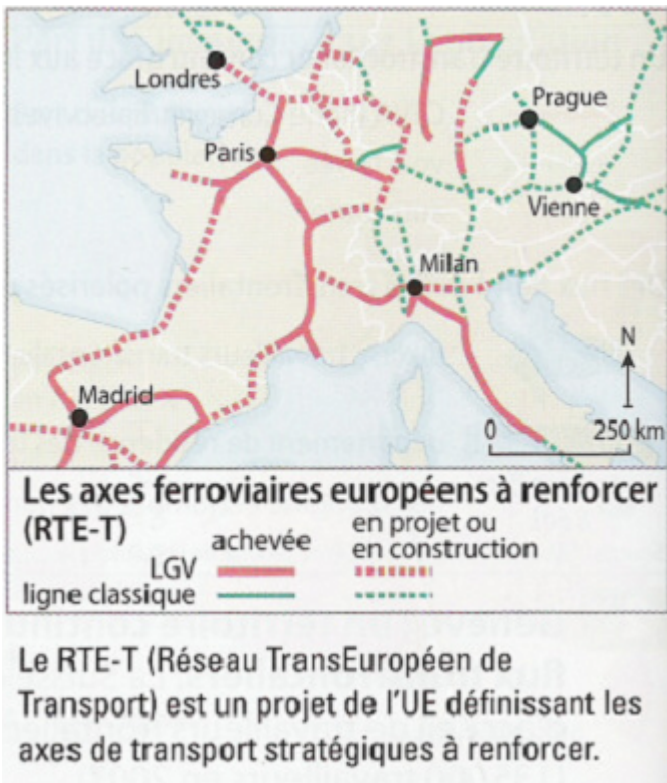 Londres
Prague
Paris
Vienne
Milan
N
Madrid
0 250 km
Les axes ferroviaires européens à renforcer
(RTE-T)
achevée
en projet ou
en construction
LGV
ligne classique
Le RTE-T (Réseau TransEuropéen de
Transport) est un projet de l'UE définissant les
axes de transport stratégiques à renforcer.